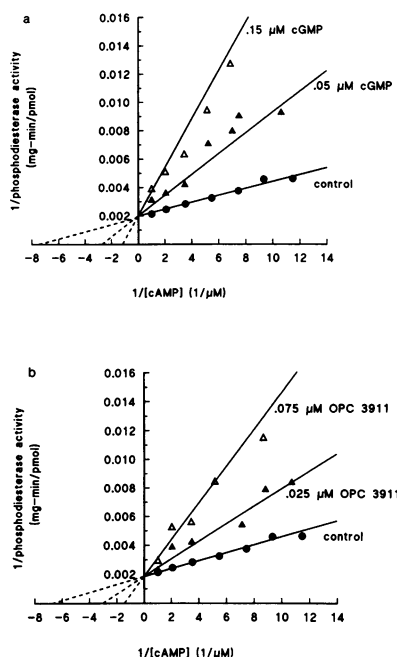 a
0.016
0.014
0.012
0.010
0.008
0.006
0.004
0.002
1/phosphodiesterase activity
(mg-min/pmol)
.15 µM cGMP
.05 µM cGMP
control
-8 -6 -4 -2 0 2 4 6 8 10 12 14
1/[cAMP] (1/µM)
b
0.016
0.014
0.012
0.010
0.008
0.006
0.004
0.002
1/phosphodiesterase activity
(mg-min/pmol)
.075 µM OPC 3911
.025 µM OPC 3911
control
-8 -6 -4 -2 0 2 4 6 8 10 12 14
1/[cAMP] (1/µM)